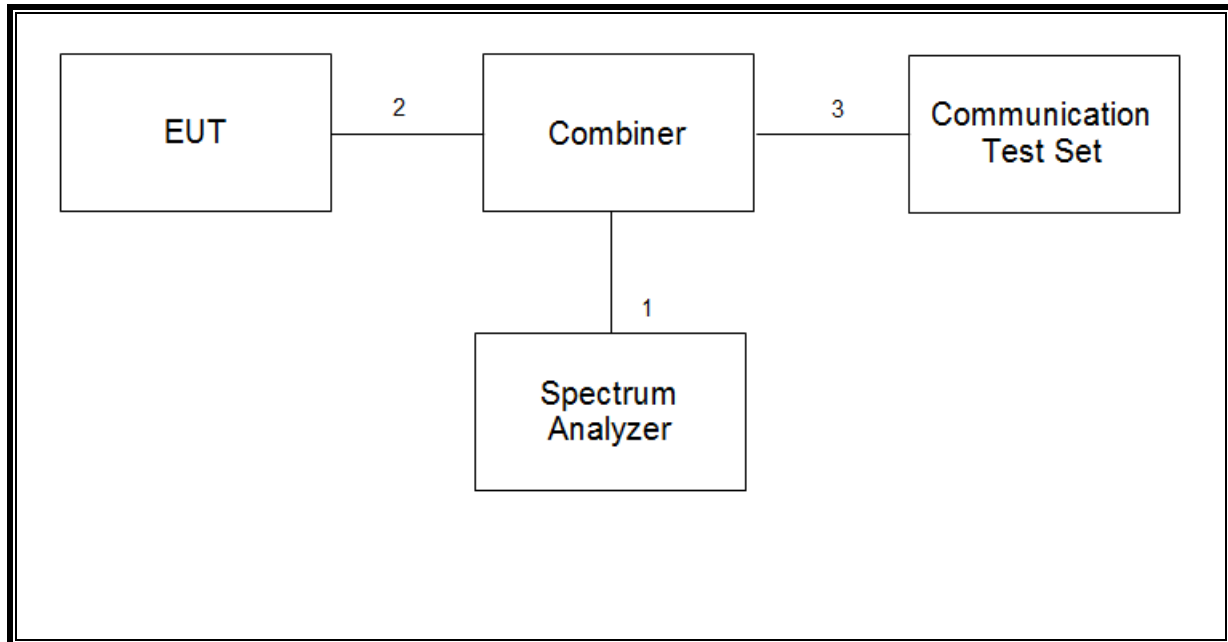 EUT
2
Combiner
3
Communication
Test Set
1
Spectrum
Analyzer